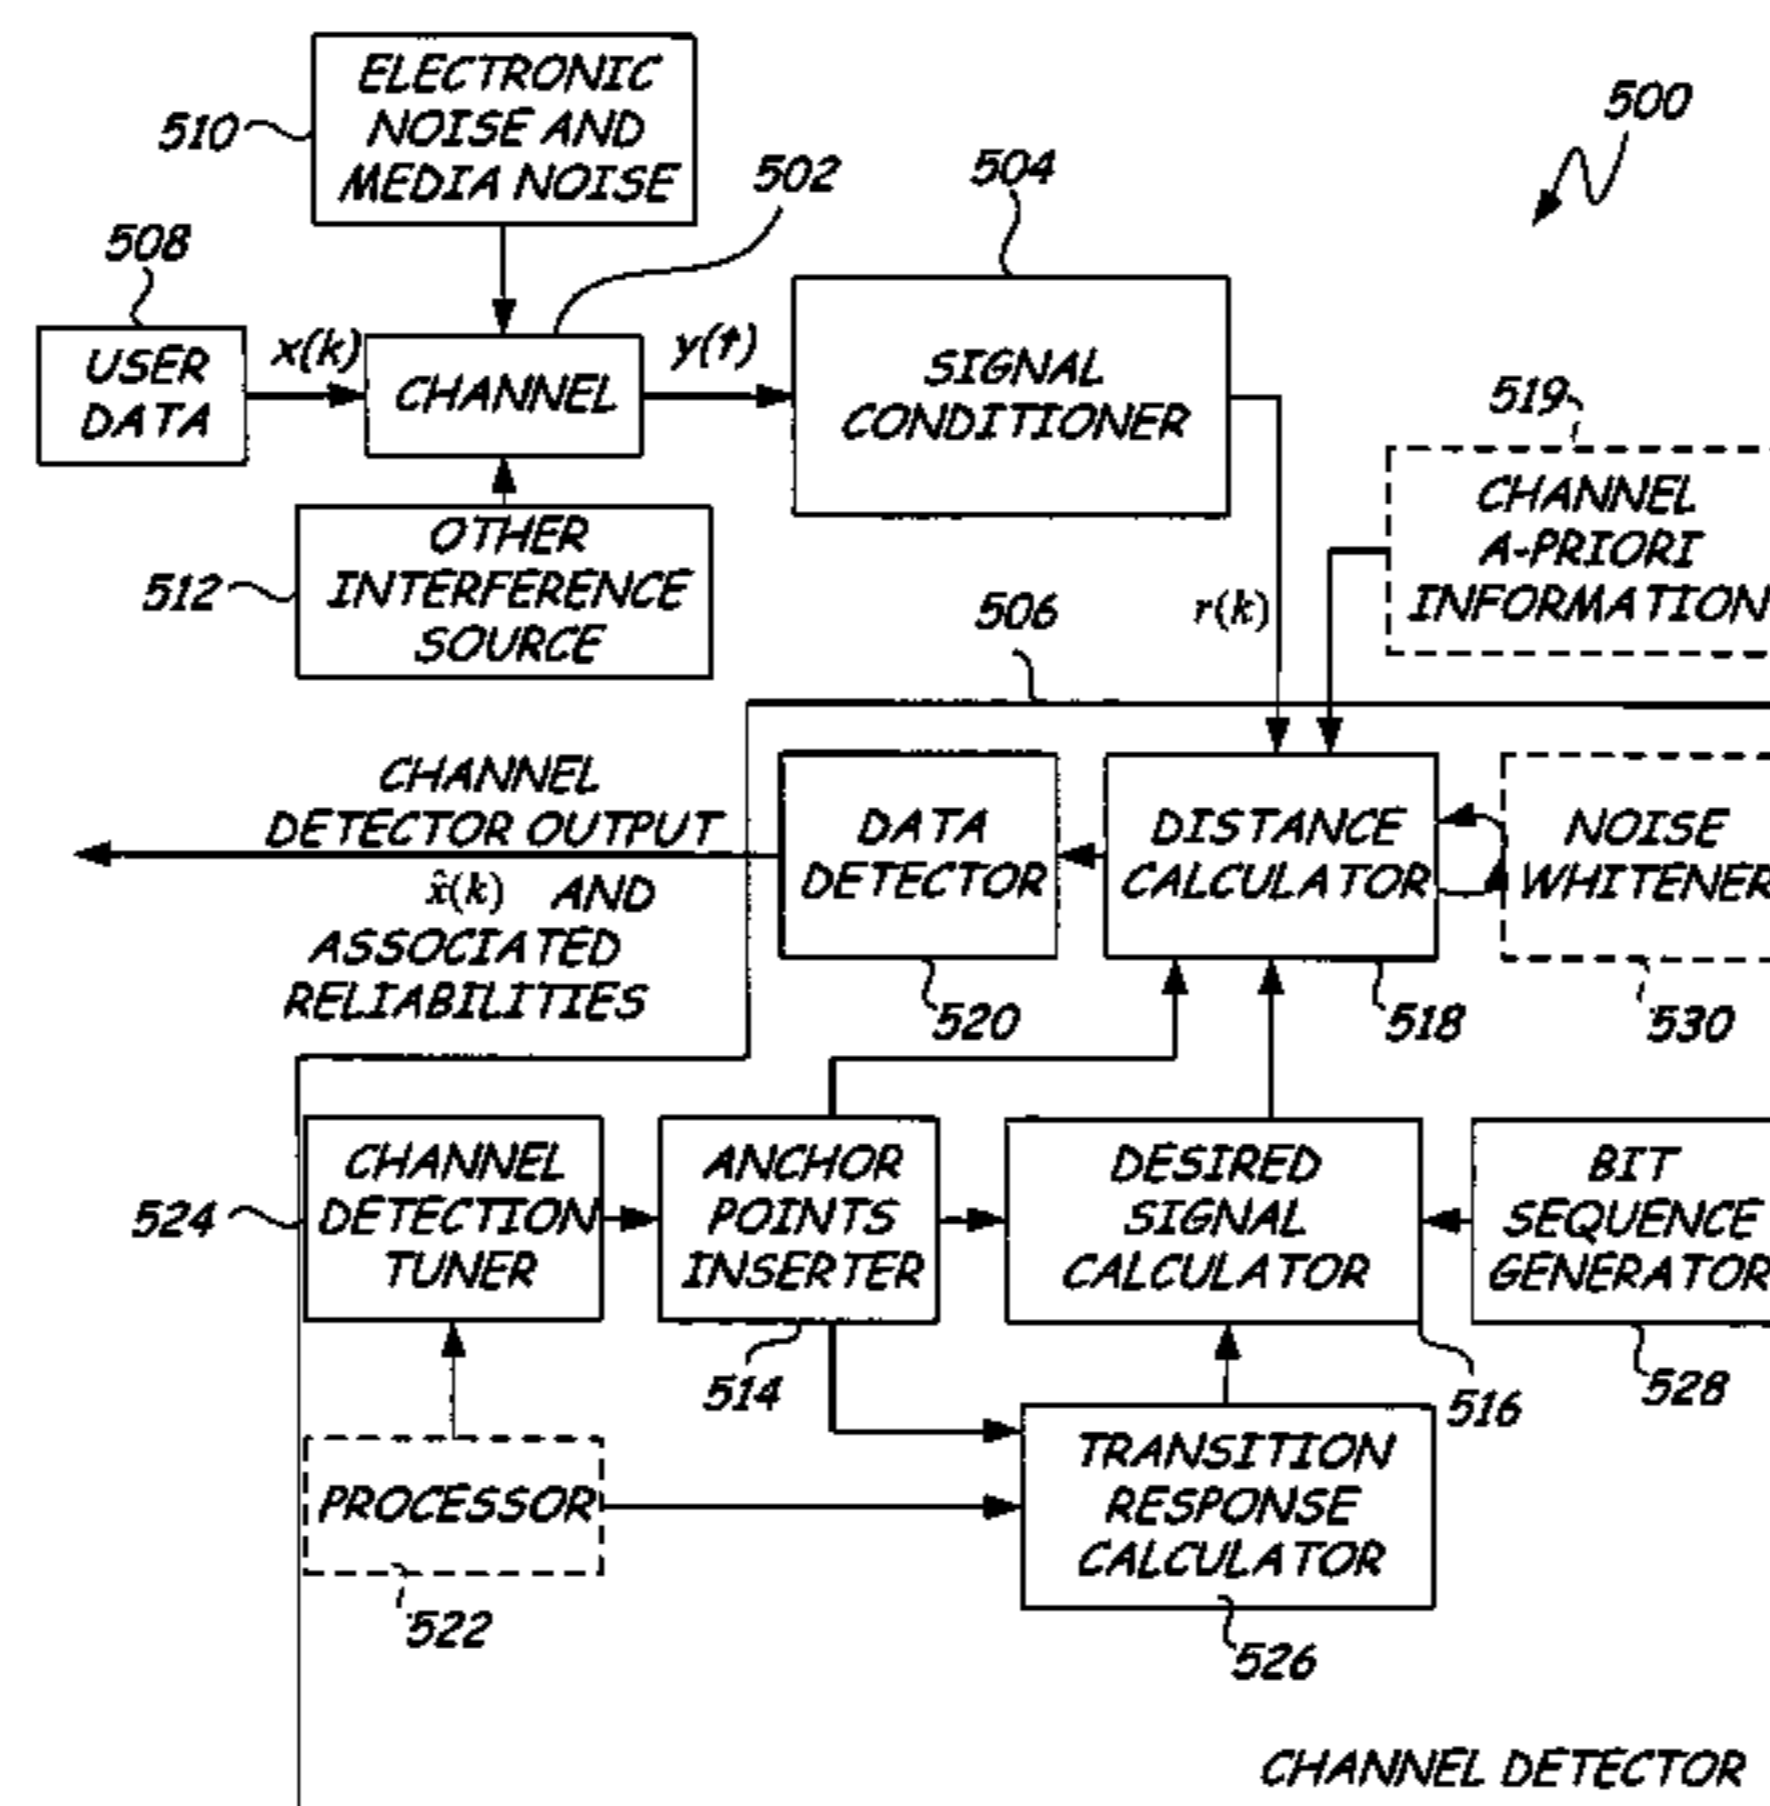 ELECTRONIC
NOISE AND
MEDIA NOISE
510
502
504
500
508
USER
DATA
x(k)
CHANNEL
y(t)
SIGNAL
CONDITIONER
519
CHANNEL
A-PRIORI
INFORMATION
OTHER
INTERFERENCE
SOURCE
512
506
r(k)
CHANNEL
DETECTOR OUTPUT
x̂(k) AND
ASSOCIATED
RELIABILITIES
DATA
DETECTOR
DISTANCE
CALCULATOR
NOISE
WHITENER
520
518
530
524
CHANNEL
DETECTION
TUNER
ANCHOR
POINTS
INSERTER
DESIRED
SIGNAL
CALCULATOR
BIT
SEQUENCE
GENERATOR
514
516
528
PROCESSOR
TRANSITION
RESPONSE
CALCULATOR
522
526
CHANNEL DETECTOR